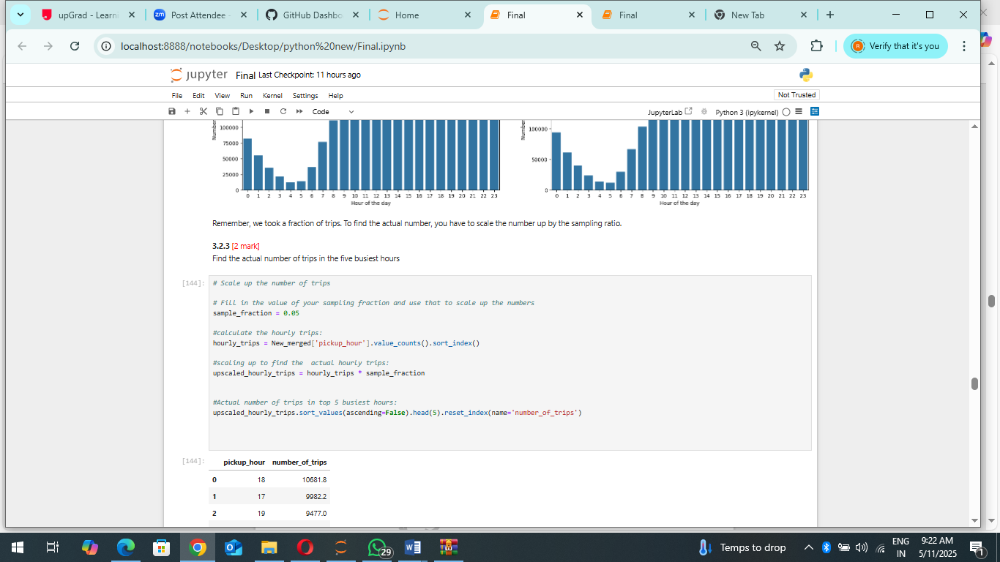 upGrad - Learni
zm Post Attendee -
GitHub Dashbo
Home
Final
Final
New Tab
localhost:8888/notebooks/Desktop/python%20new/Final.ipynb
R Verify that it's you
jupyter Final Last Checkpoint: 11 hours ago
File Edit View Run Kernel Settings Help
Not Trusted
Code
JupyterLab Python 3 (ipykernel)
Number
100000
75000
50000
25000
0
0 1 2 3 4 5 6 7 8 9 10 11 12 13 14 15 16 17 18 19 20 21 22 23
Hour of the day
Number
100000
50000
0
0 1 2 3 4 5 6 7 8 9 10 11 12 13 14 15 16 17 18 19 20 21 22 23
Hour of the day
Remember, we took a fraction of trips. To find the actual number, you have to scale the number up by the sampling ratio.
3.2.3 [2 mark]
Find the actual number of trips in the five busiest hours
[144]:
# Scale up the number of trips
# Fill in the value of your sampling fraction and use that to scale up the numbers
sample_fraction = 0.05
#calculate the hourly trips:
hourly_trips = New_merged['pickup_hour'].value_counts().sort_index()
#scaling up to find the  actual hourly trips:
upscaled_hourly_trips = hourly_trips * sample_fraction
#Actual number of trips in top 5 busiest hours:
upscaled_hourly_trips.sort_values(ascending=False).head(5).reset_index(name='number_of_trips')
[144]:
pickup_hour number_of_trips
0 18 10681.8
1 17 9982.2
2 19 9477.0
29
Temps to drop
ENG
IN
9:22 AM
5/11/2025
1